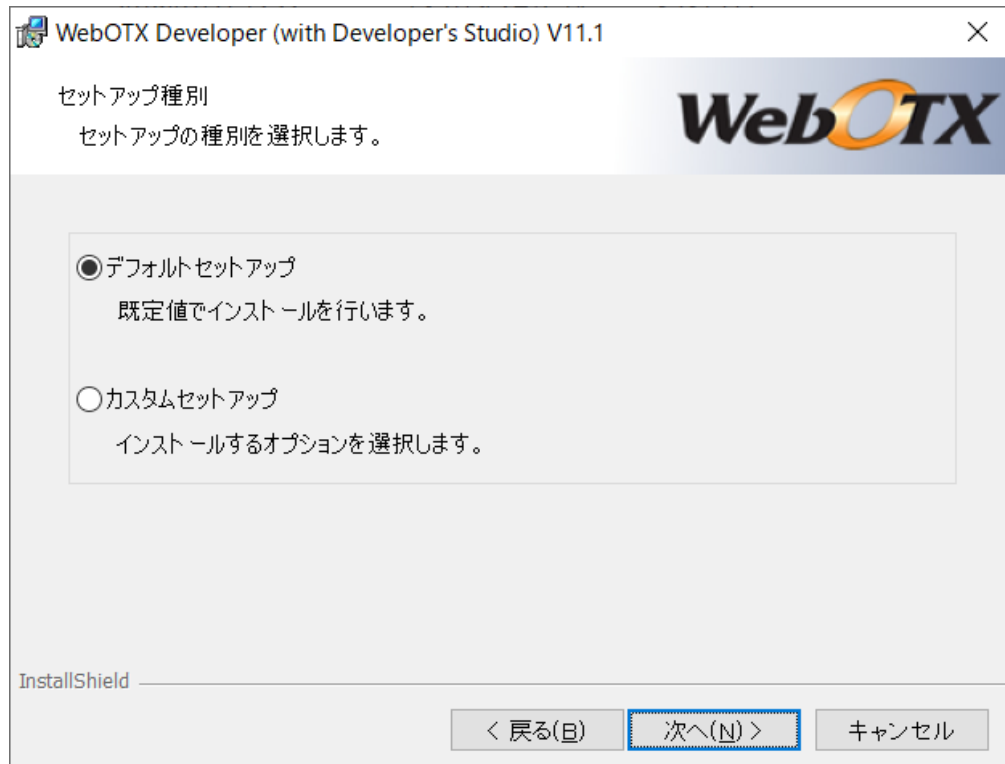 WebOTX Developer (with Developer's Studio) V11.1
セットアップ種別
セットアップの種別を選択します。
WebOTX
デフォルトセットアップ
既定値でインストールを行います。
カスタムセットアップ
インストールするオプションを選択します。
InstallShield
< 戻る(B)
次へ(N) >
キャンセル